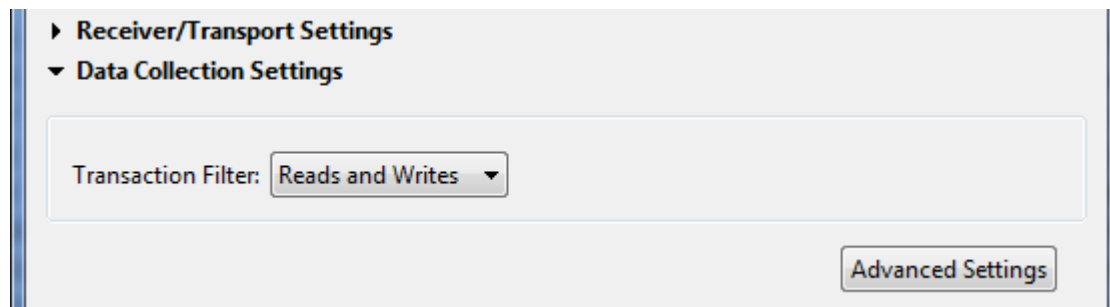 Receiver/Transport Settings
Data Collection Settings
Transaction Filter: Reads and Writes
Advanced Settings